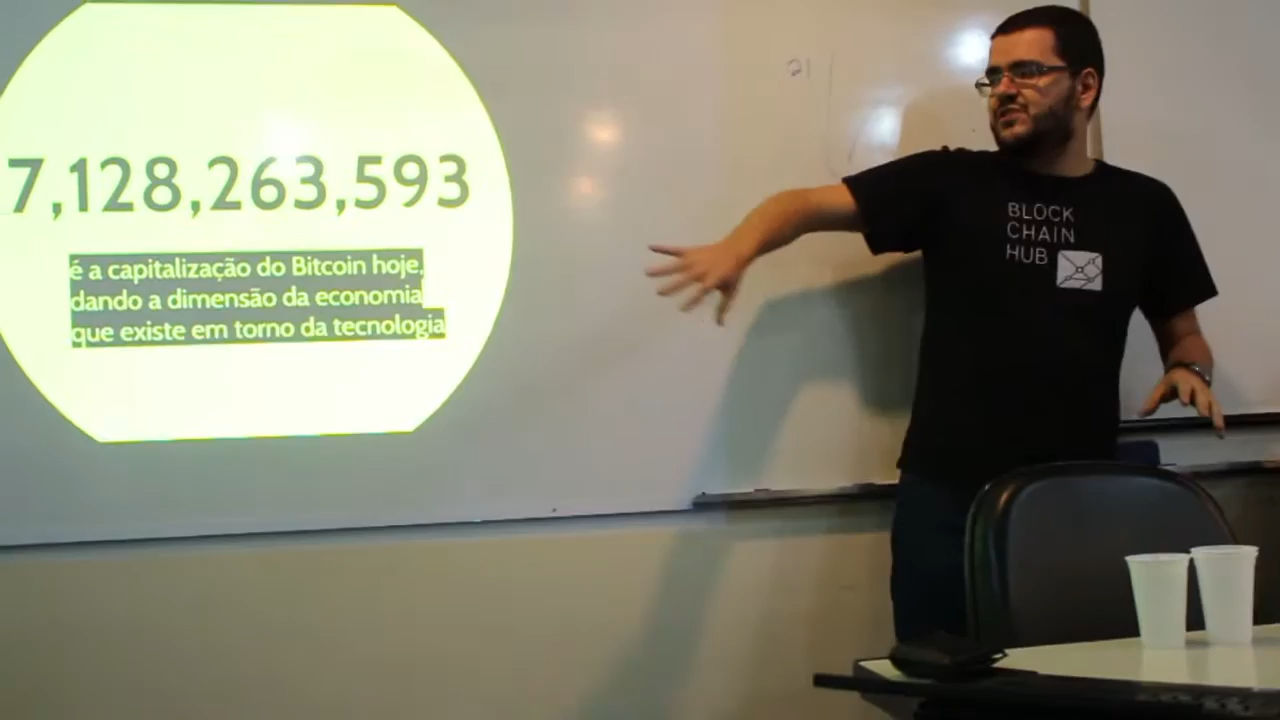 7,128,263,593
é a capitalização do Bitcoin hoje,
dando a dimensão da economia
que existe em torno da tecnologia
21
BLOCK
CHAIN
HUB